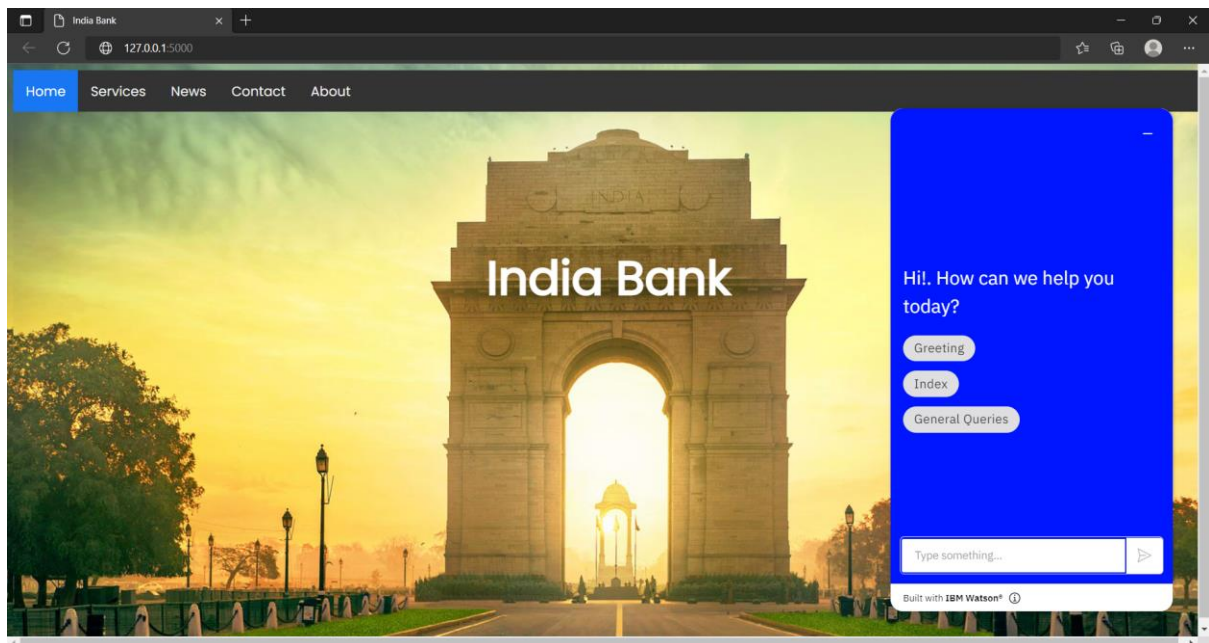 India Bank
127.0.0.1:5000
Home Services News Contact About
INDIA
India Bank
Hi!. How can we help you
today?
Greeting
Index
General Queries
Type something...
Built with IBM Watson®